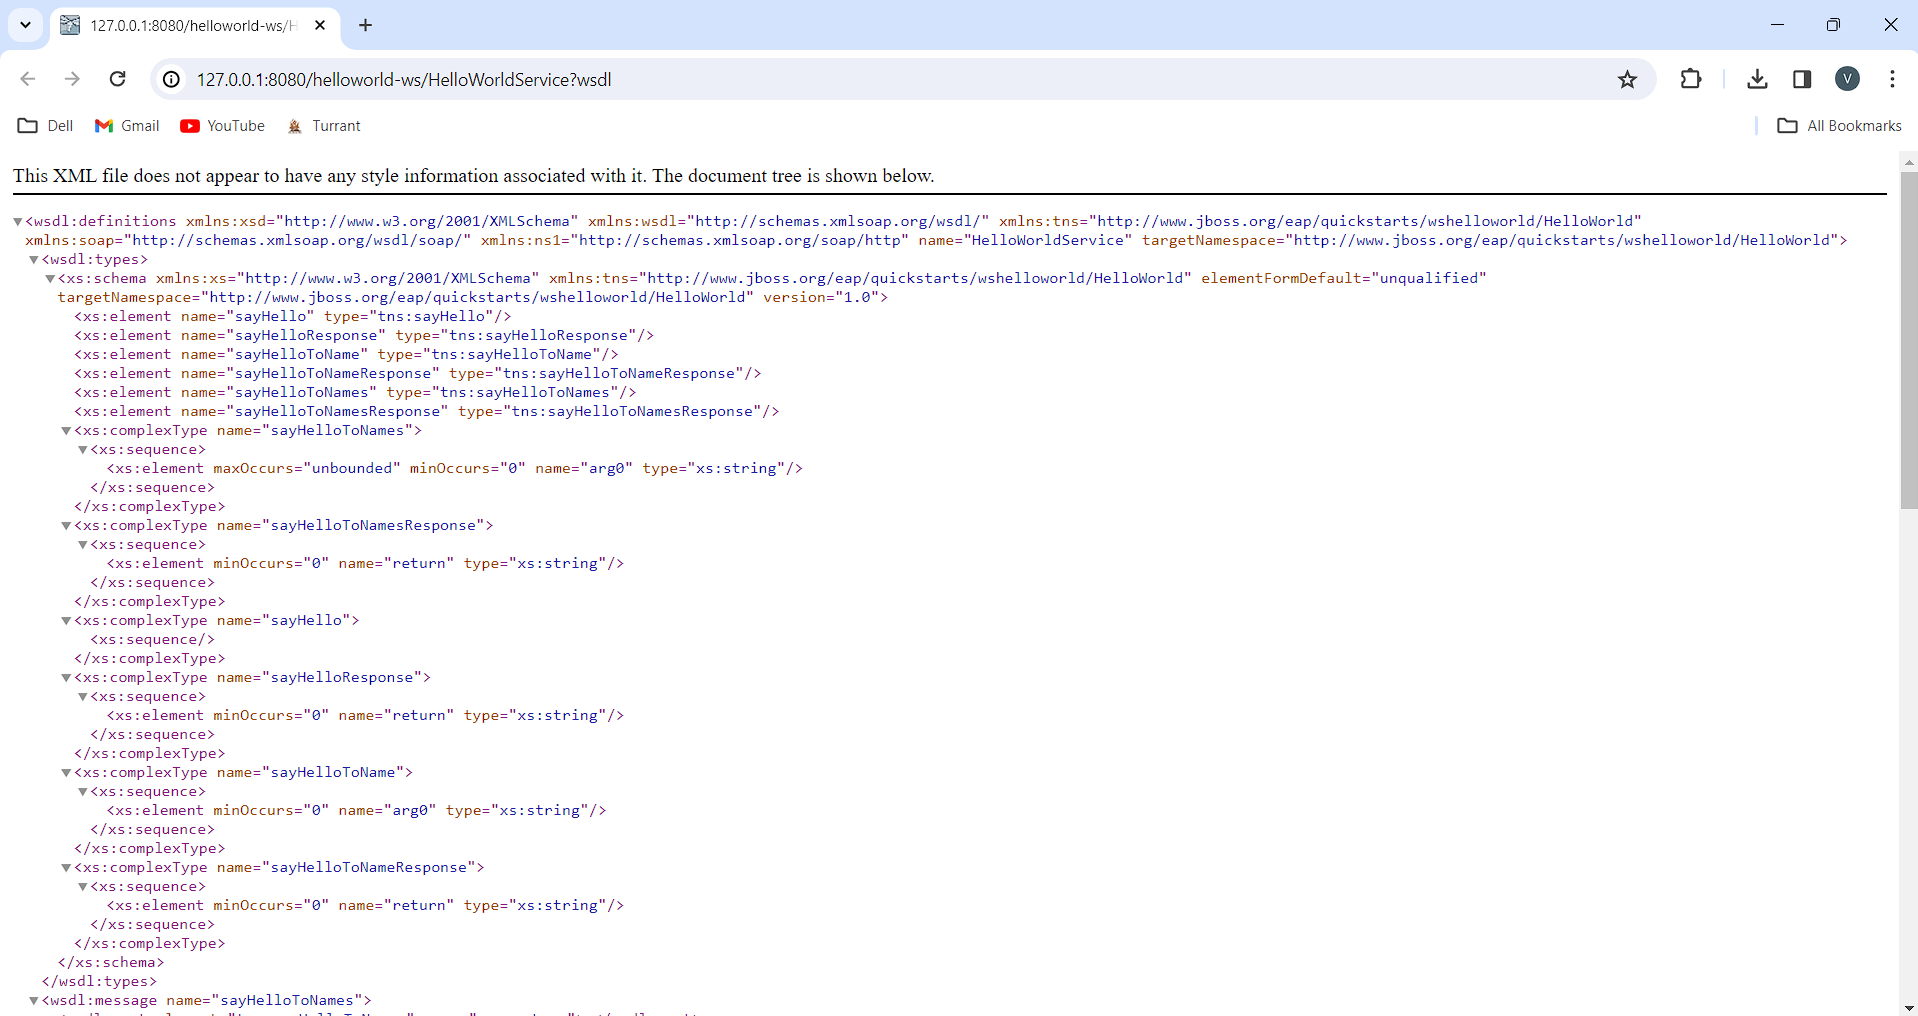 127.0.0.1:8080/helloworld-ws/H
127.0.0.1:8080/helloworld-ws/HelloWorldService?wsdl
V
Dell Gmail YouTube Turrant All Bookmarks
This XML file does not appear to have any style information associated with it. The document tree is shown below.
<wsdl:definitions xmlns:xsd="http://www.w3.org/2001/XMLSchema" xmlns:wsdl="http://schemas.xmlsoap.org/wsdl/" xmlns:tns="http://www.jboss.org/eap/quickstarts/wshelloworld/HelloWorld"
xmlns:soap="http://schemas.xmlsoap.org/wsdl/soap/" xmlns:ns1="http://schemas.xmlsoap.org/soap/http" name="HelloWorldService" targetNamespace="http://www.jboss.org/eap/quickstarts/wshelloworld/HelloWorld">
<wsdl:types>
<xs:schema xmlns:xs="http://www.w3.org/2001/XMLSchema" xmlns:tns="http://www.jboss.org/eap/quickstarts/wshelloworld/HelloWorld" elementFormDefault="unqualified"
targetNamespace="http://www.jboss.org/eap/quickstarts/wshelloworld/HelloWorld" version="1.0">
<xs:element name="sayHello" type="tns:sayHello"/>
<xs:element name="sayHelloResponse" type="tns:sayHelloResponse"/>
<xs:element name="sayHelloToName" type="tns:sayHelloToName"/>
<xs:element name="sayHelloToNameResponse" type="tns:sayHelloToNameResponse"/>
<xs:element name="sayHelloToNames" type="tns:sayHelloToNames"/>
<xs:element name="sayHelloToNamesResponse" type="tns:sayHelloToNamesResponse"/>
<xs:complexType name="sayHelloToNames">
<xs:sequence>
<xs:element maxOccurs="unbounded" minOccurs="0" name="arg0" type="xs:string"/>
</xs:sequence>
</xs:complexType>
<xs:complexType name="sayHelloToNamesResponse">
<xs:sequence>
<xs:element minOccurs="0" name="return" type="xs:string"/>
</xs:sequence>
</xs:complexType>
<xs:complexType name="sayHello">
<xs:sequence/>
</xs:complexType>
<xs:complexType name="sayHelloResponse">
<xs:sequence>
<xs:element minOccurs="0" name="return" type="xs:string"/>
</xs:sequence>
</xs:complexType>
<xs:complexType name="sayHelloToName">
<xs:sequence>
<xs:element minOccurs="0" name="arg0" type="xs:string"/>
</xs:sequence>
</xs:complexType>
<xs:complexType name="sayHelloToNameResponse">
<xs:sequence>
<xs:element minOccurs="0" name="return" type="xs:string"/>
</xs:sequence>
</xs:complexType>
</xs:schema>
</wsdl:types>
<wsdl:message name="sayHelloToNames">